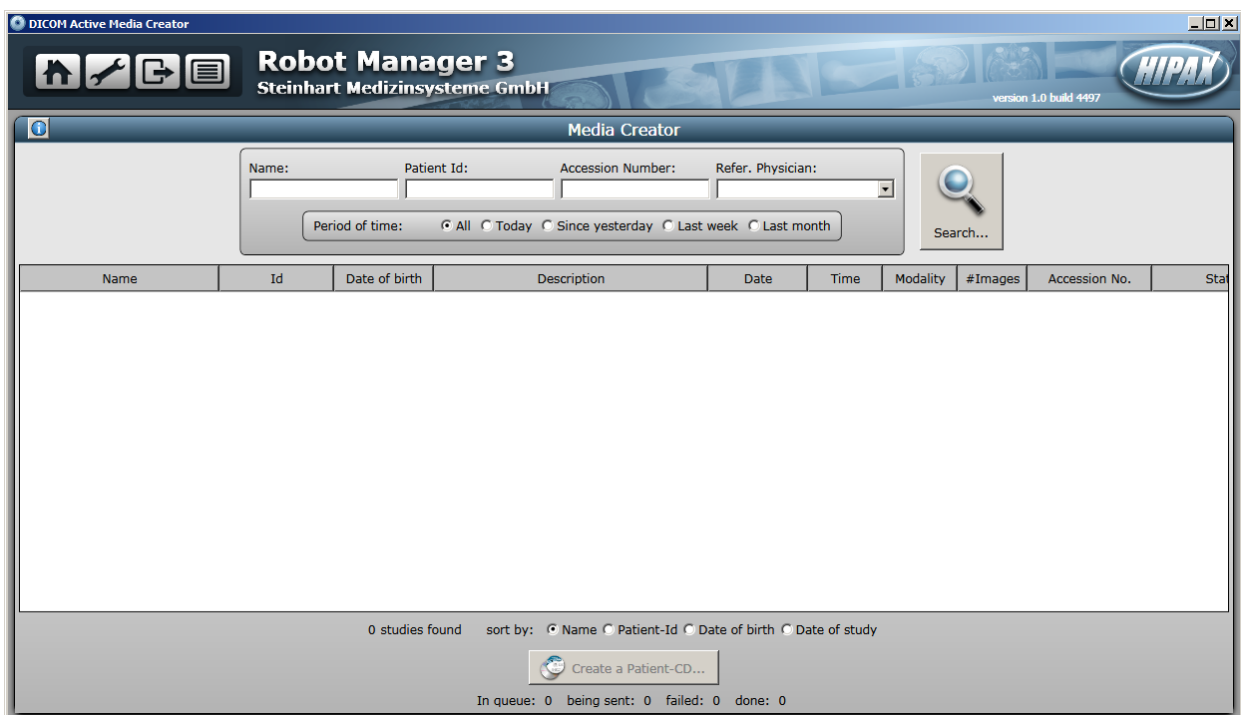 DICOM Active Media Creator
Robot Manager 3
Steinhart Medizinsysteme GmbH
HIPAX
version 1.0 build 4497
Media Creator
Name: Patient Id: Accession Number: Refer. Physician:
Period of time: All Today Since yesterday Last week Last month
Search...
Name Id Date of birth Description Date Time Modality #Images Accession No. Stat
0 studies found sort by: Name Patient-Id Date of birth Date of study
Create a Patient-CD...
In queue: 0 being sent: 0 failed: 0 done: 0